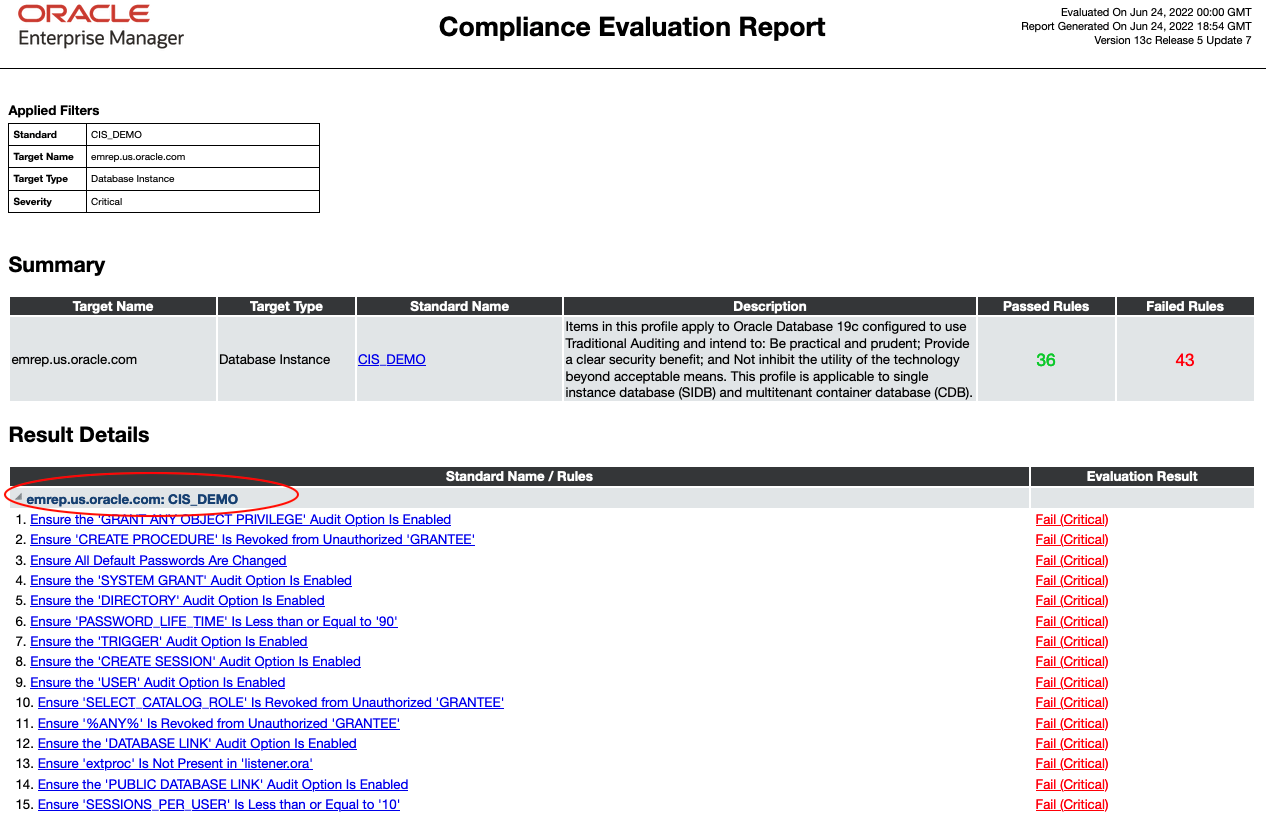 ORACLE
Enterprise Manager
Compliance Evaluation Report
Evaluated On Jun 24, 2022 00:00 GMT
Report Generated On Jun 24, 2022 18:54 GMT
Version 13c Release 5 Update 7
Applied Filters
Standard CIS_DEMO
Target Name emrep.us.oracle.com
Target Type Database Instance
Severity Critical
Summary
Target Name Target Type Standard Name Description Passed Rules Failed Rules
emrep.us.oracle.com Database Instance CIS_DEMO
Items in this profile apply to Oracle Database 19c configured to use
Traditional Auditing and intend to: Be practical and prudent; Provide
a clear security benefit; and Not inhibit the utility of the technology
beyond acceptable means. This profile is applicable to single
instance database (SIDB) and multitenant container database (CDB).
36 43
Result Details
Standard Name / Rules Evaluation Result
emrep.us.oracle.com: CIS_DEMO
1. Ensure the 'GRANT ANY OBJECT PRIVILEGE' Audit Option Is Enabled Fail (Critical)
2. Ensure 'CREATE PROCEDURE' Is Revoked from Unauthorized 'GRANTEE' Fail (Critical)
3. Ensure All Default Passwords Are Changed Fail (Critical)
4. Ensure the 'SYSTEM GRANT' Audit Option Is Enabled Fail (Critical)
5. Ensure the 'DIRECTORY' Audit Option Is Enabled Fail (Critical)
6. Ensure 'PASSWORD_LIFE_TIME' Is Less than or Equal to '90' Fail (Critical)
7. Ensure the 'TRIGGER' Audit Option Is Enabled Fail (Critical)
8. Ensure the 'CREATE SESSION' Audit Option Is Enabled Fail (Critical)
9. Ensure the 'USER' Audit Option Is Enabled Fail (Critical)
10. Ensure 'SELECT_CATALOG_ROLE' Is Revoked from Unauthorized 'GRANTEE' Fail (Critical)
11. Ensure '%ANY%' Is Revoked from Unauthorized 'GRANTEE' Fail (Critical)
12. Ensure the 'DATABASE LINK' Audit Option Is Enabled Fail (Critical)
13. Ensure 'extproc' Is Not Present in 'listener.ora' Fail (Critical)
14. Ensure the 'PUBLIC DATABASE LINK' Audit Option Is Enabled Fail (Critical)
15. Ensure 'SESSIONS_PER_USER' Is Less than or Equal to '10' Fail (Critical)